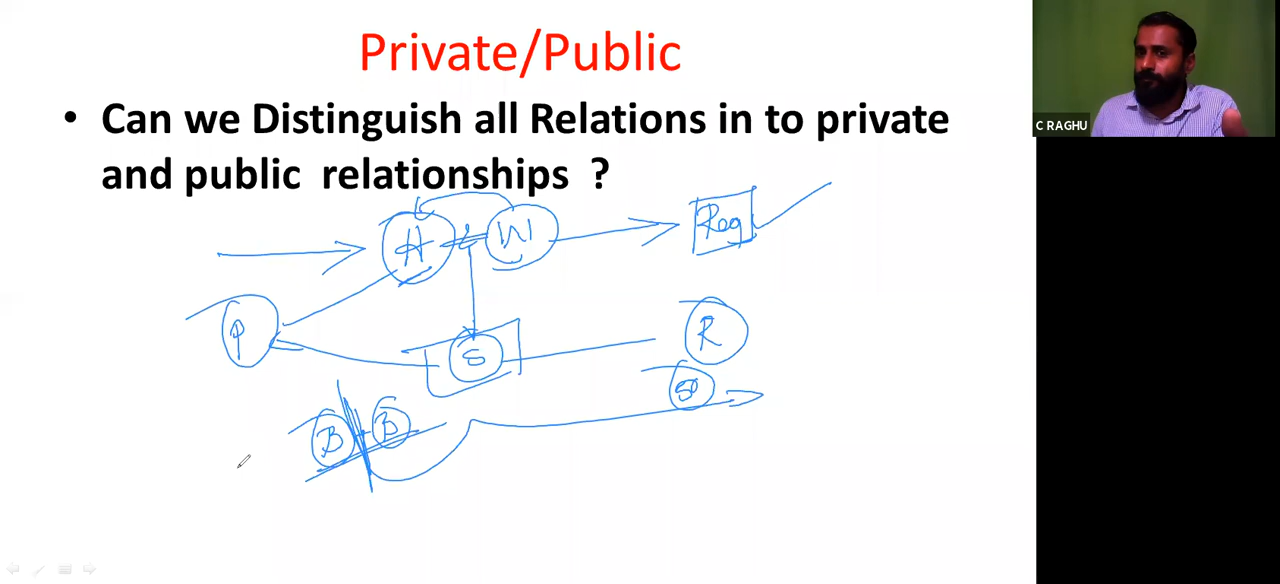 Private/Public
C RAGHU
• Can we Distinguish all Relations in to private
and public relationships ?
H W Reg
P S R
B B